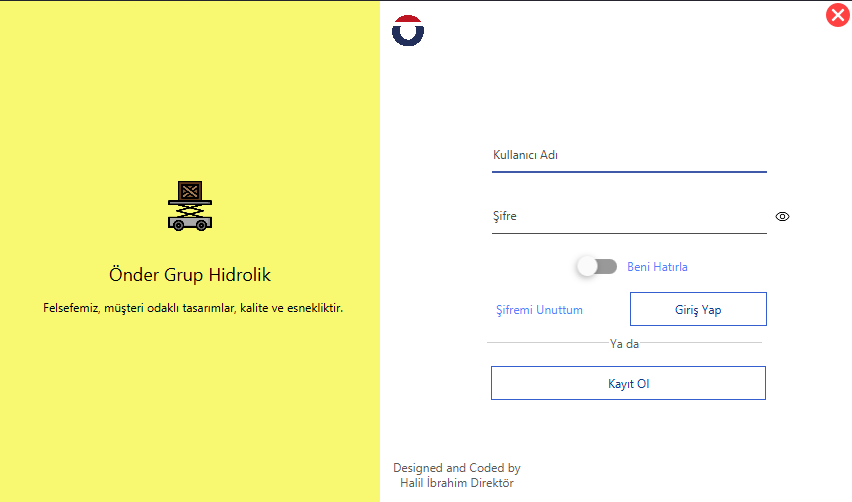 Önder Grup Hidrolik
Felsefemiz, müşteri odaklı tasarımlar, kalite ve esnekliktir.
Kullanıcı Adı
Şifre
Beni Hatırla
Şifremi Unuttum
Giriş Yap
Ya da
Kayıt Ol
Designed and Coded by
Halil İbrahim Direktör